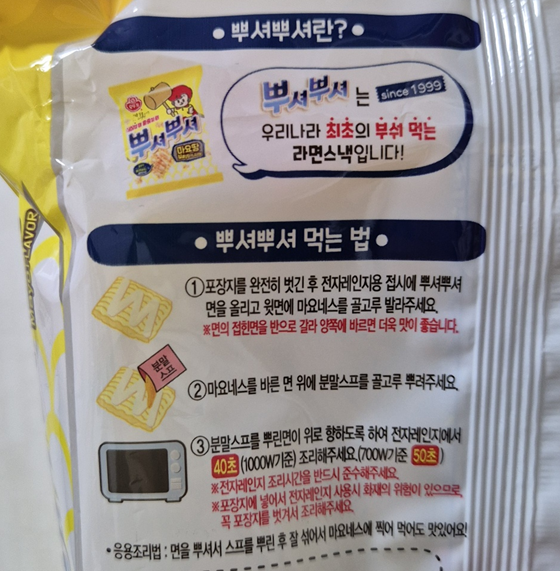 • 뿌셔뿌셔란? •
뿌셔뿌셔 는 since 1999
우리나라 최초의 부숴 먹는
라면스낵입니다!
뿌셔뿌셔
마요맛
• 뿌셔뿌셔 먹는 법 •
① 포장지를 완전히 벗긴 후 전자레인지용 접시에 뿌셔뿌셔
면을 올리고 윗면에 마요네스를 골고루 발라주세요.
※면의 접힌면을 반으로 갈라 양쪽에 바르면 더욱 맛이 좋습니다.
분말
스프
② 마요네스를 바른 면 위에 분말스프를 골고루 뿌려주세요.
③ 분말스프를 뿌린면이 위로 향하도록 하여 전자레인지에서
40초 (1000W기준) 조리해주세요.(700W기준 50초)
※전자레인지 조리시간을 반드시 준수해주세요.
※포장지에 넣어서 전자레인지 사용시 화재의 위험이 있으므로,
꼭 포장지를 벗겨서 조리해주세요.
• 응용조리법 : 면을 뿌셔서 스프를 뿌린 후 잘 섞어서 마요네스에 찍어 먹어도 맛있어요!
FLAVOR